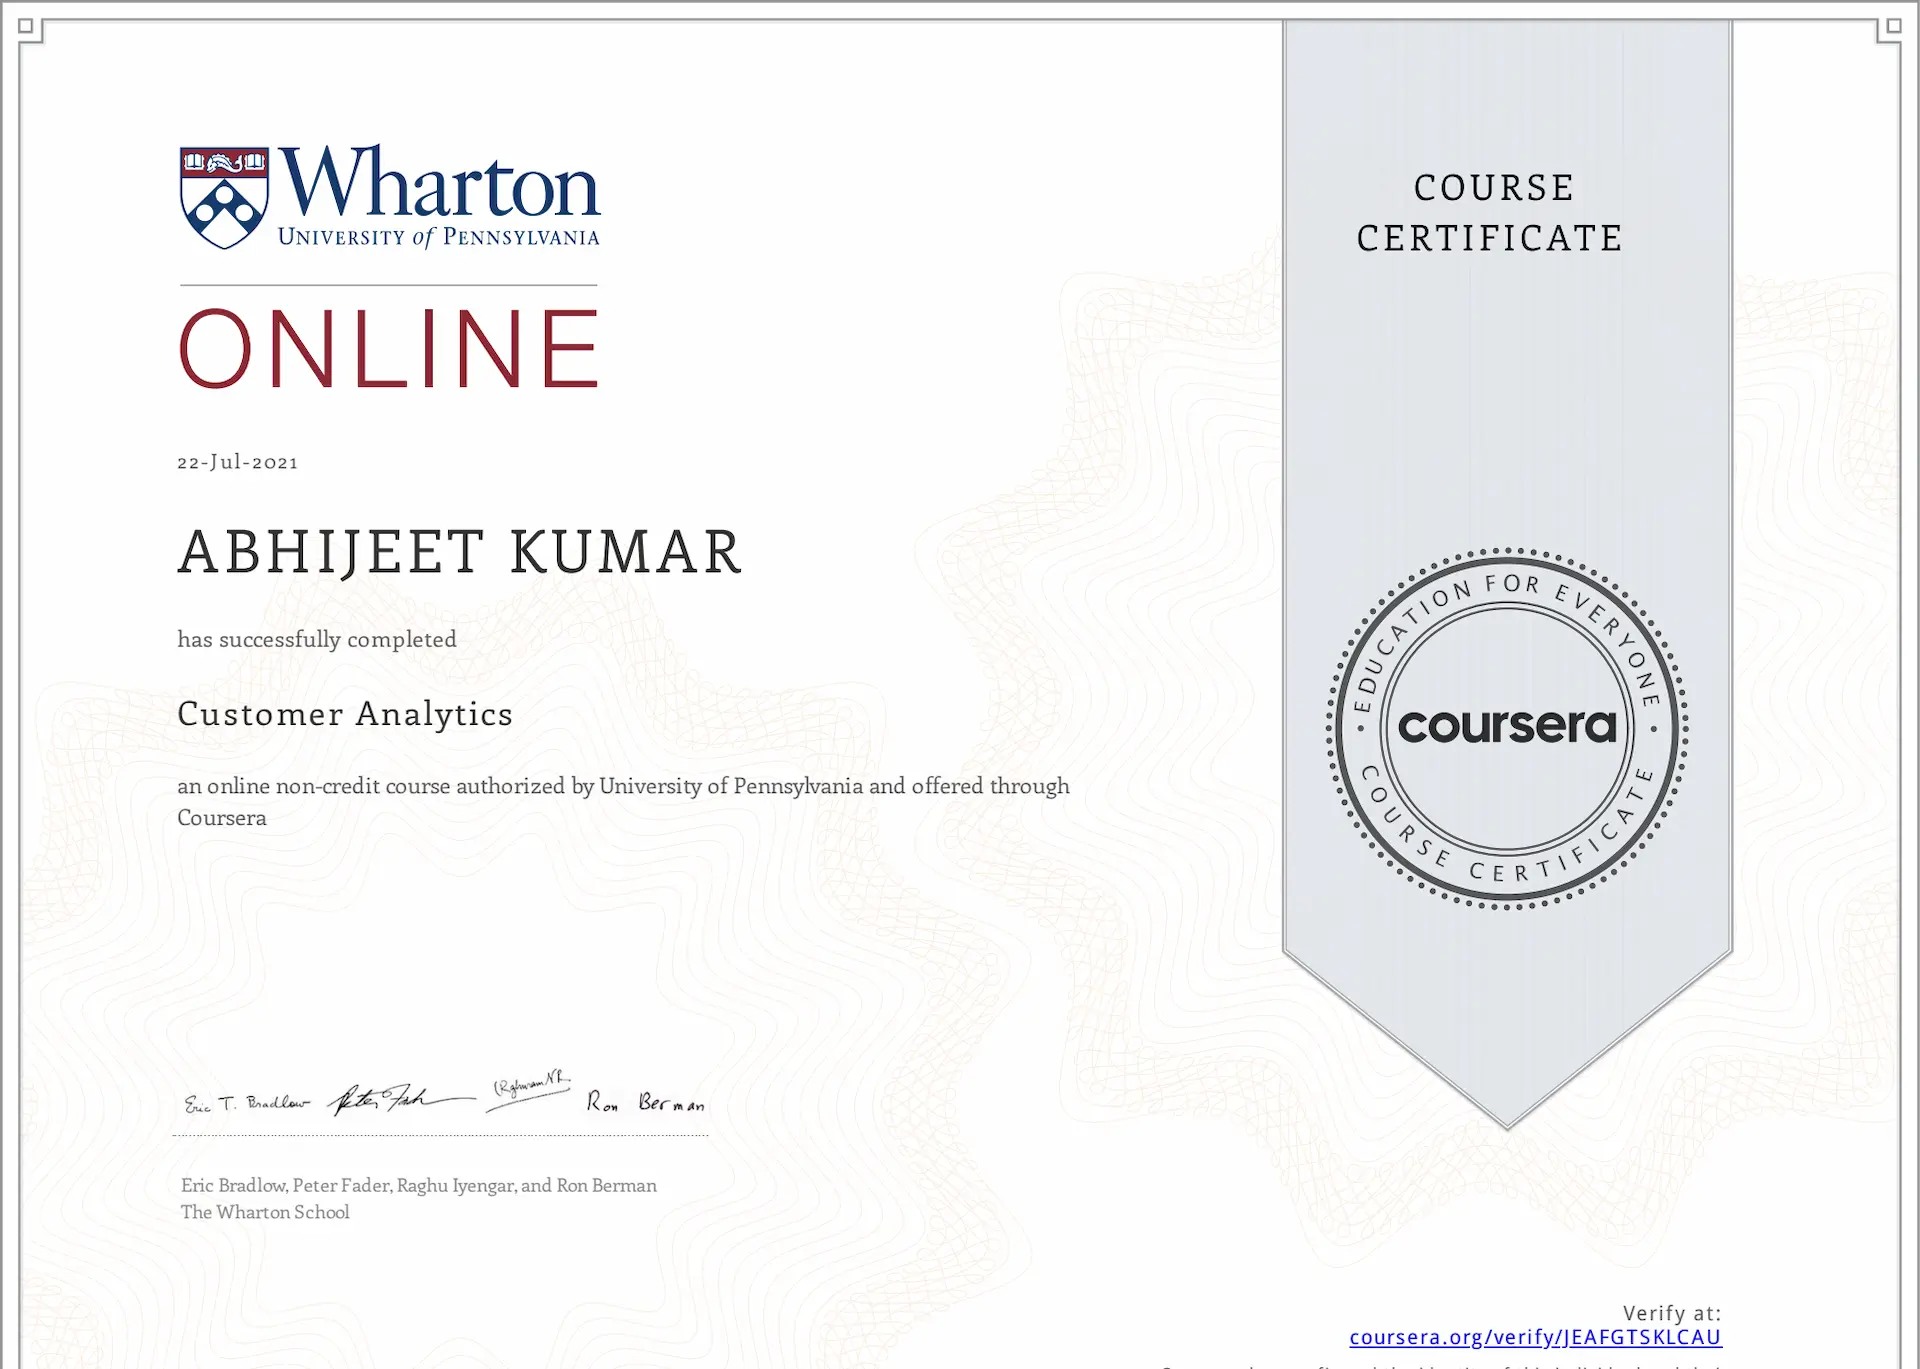 Wharton
UNIVERSITY of PENNSYLVANIA
ONLINE
22-Jul-2021
ABHIJEET KUMAR
has successfully completed
Customer Analytics
an online non-credit course authorized by University of Pennsylvania and offered through
Coursera
Eric T. Bradlow Peter Fader Ron Berman
Eric Bradlow, Peter Fader, Raghu Iyengar, and Ron Berman
The Wharton School
COURSE
CERTIFICATE
EDUCATION FOR EVERYONE
coursera
COURSE CERTIFICATE
Verify at:
coursera.org/verify/JEAFGTSKLCAU